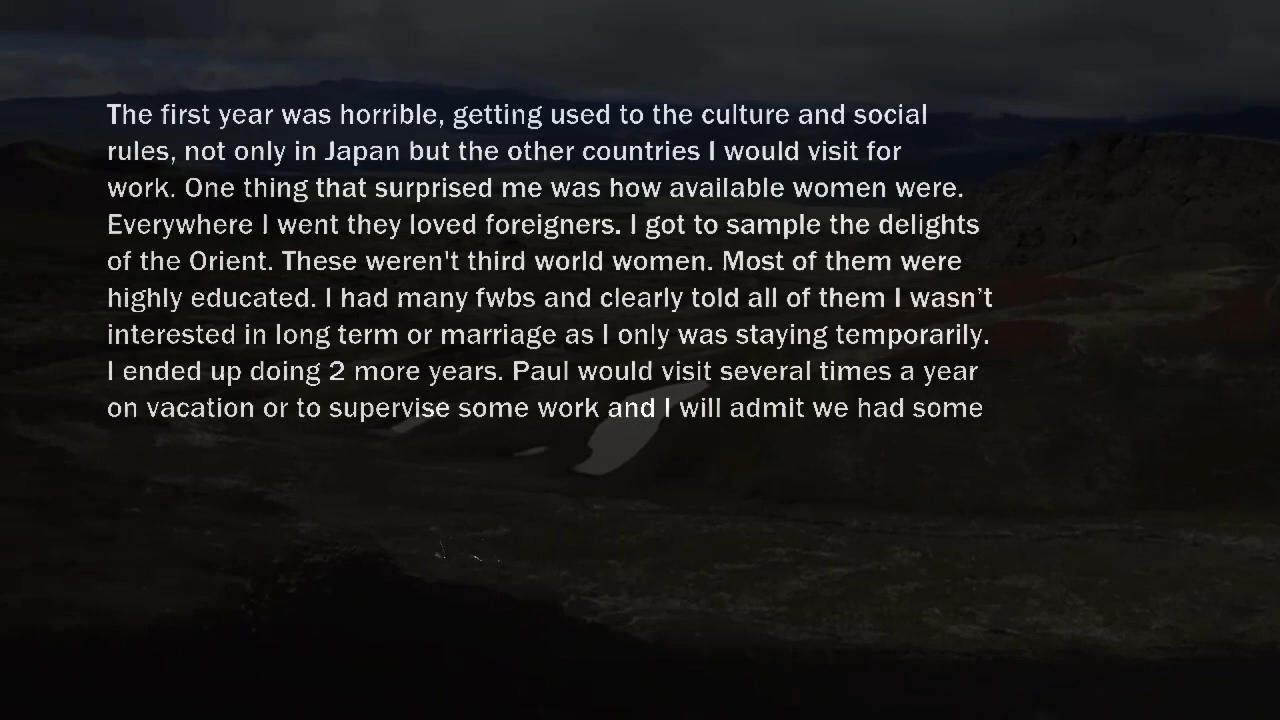 The first year was horrible, getting used to the culture and social
rules, not only in Japan but the other countries I would visit for
work. One thing that surprised me was how available women were.
Everywhere I went they loved foreigners. I got to sample the delights
of the Orient. These weren't third world women. Most of them were
highly educated. I had many fwbs and clearly told all of them I wasn’t
interested in long term or marriage as I only was staying temporarily.
I ended up doing 2 more years. Paul would visit several times a year
on vacation or to supervise some work and I will admit we had some